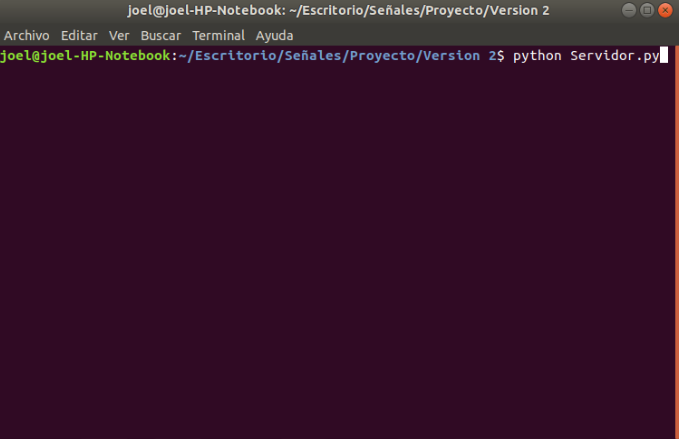 joel@joel-HP-Notebook: ~/Escritorio/Señales/Proyecto/Version 2
Archivo Editar Ver Buscar Terminal Ayuda
joel@joel-HP-Notebook:~/Escritorio/Señales/Proyecto/Version 2$ python Servidor.py